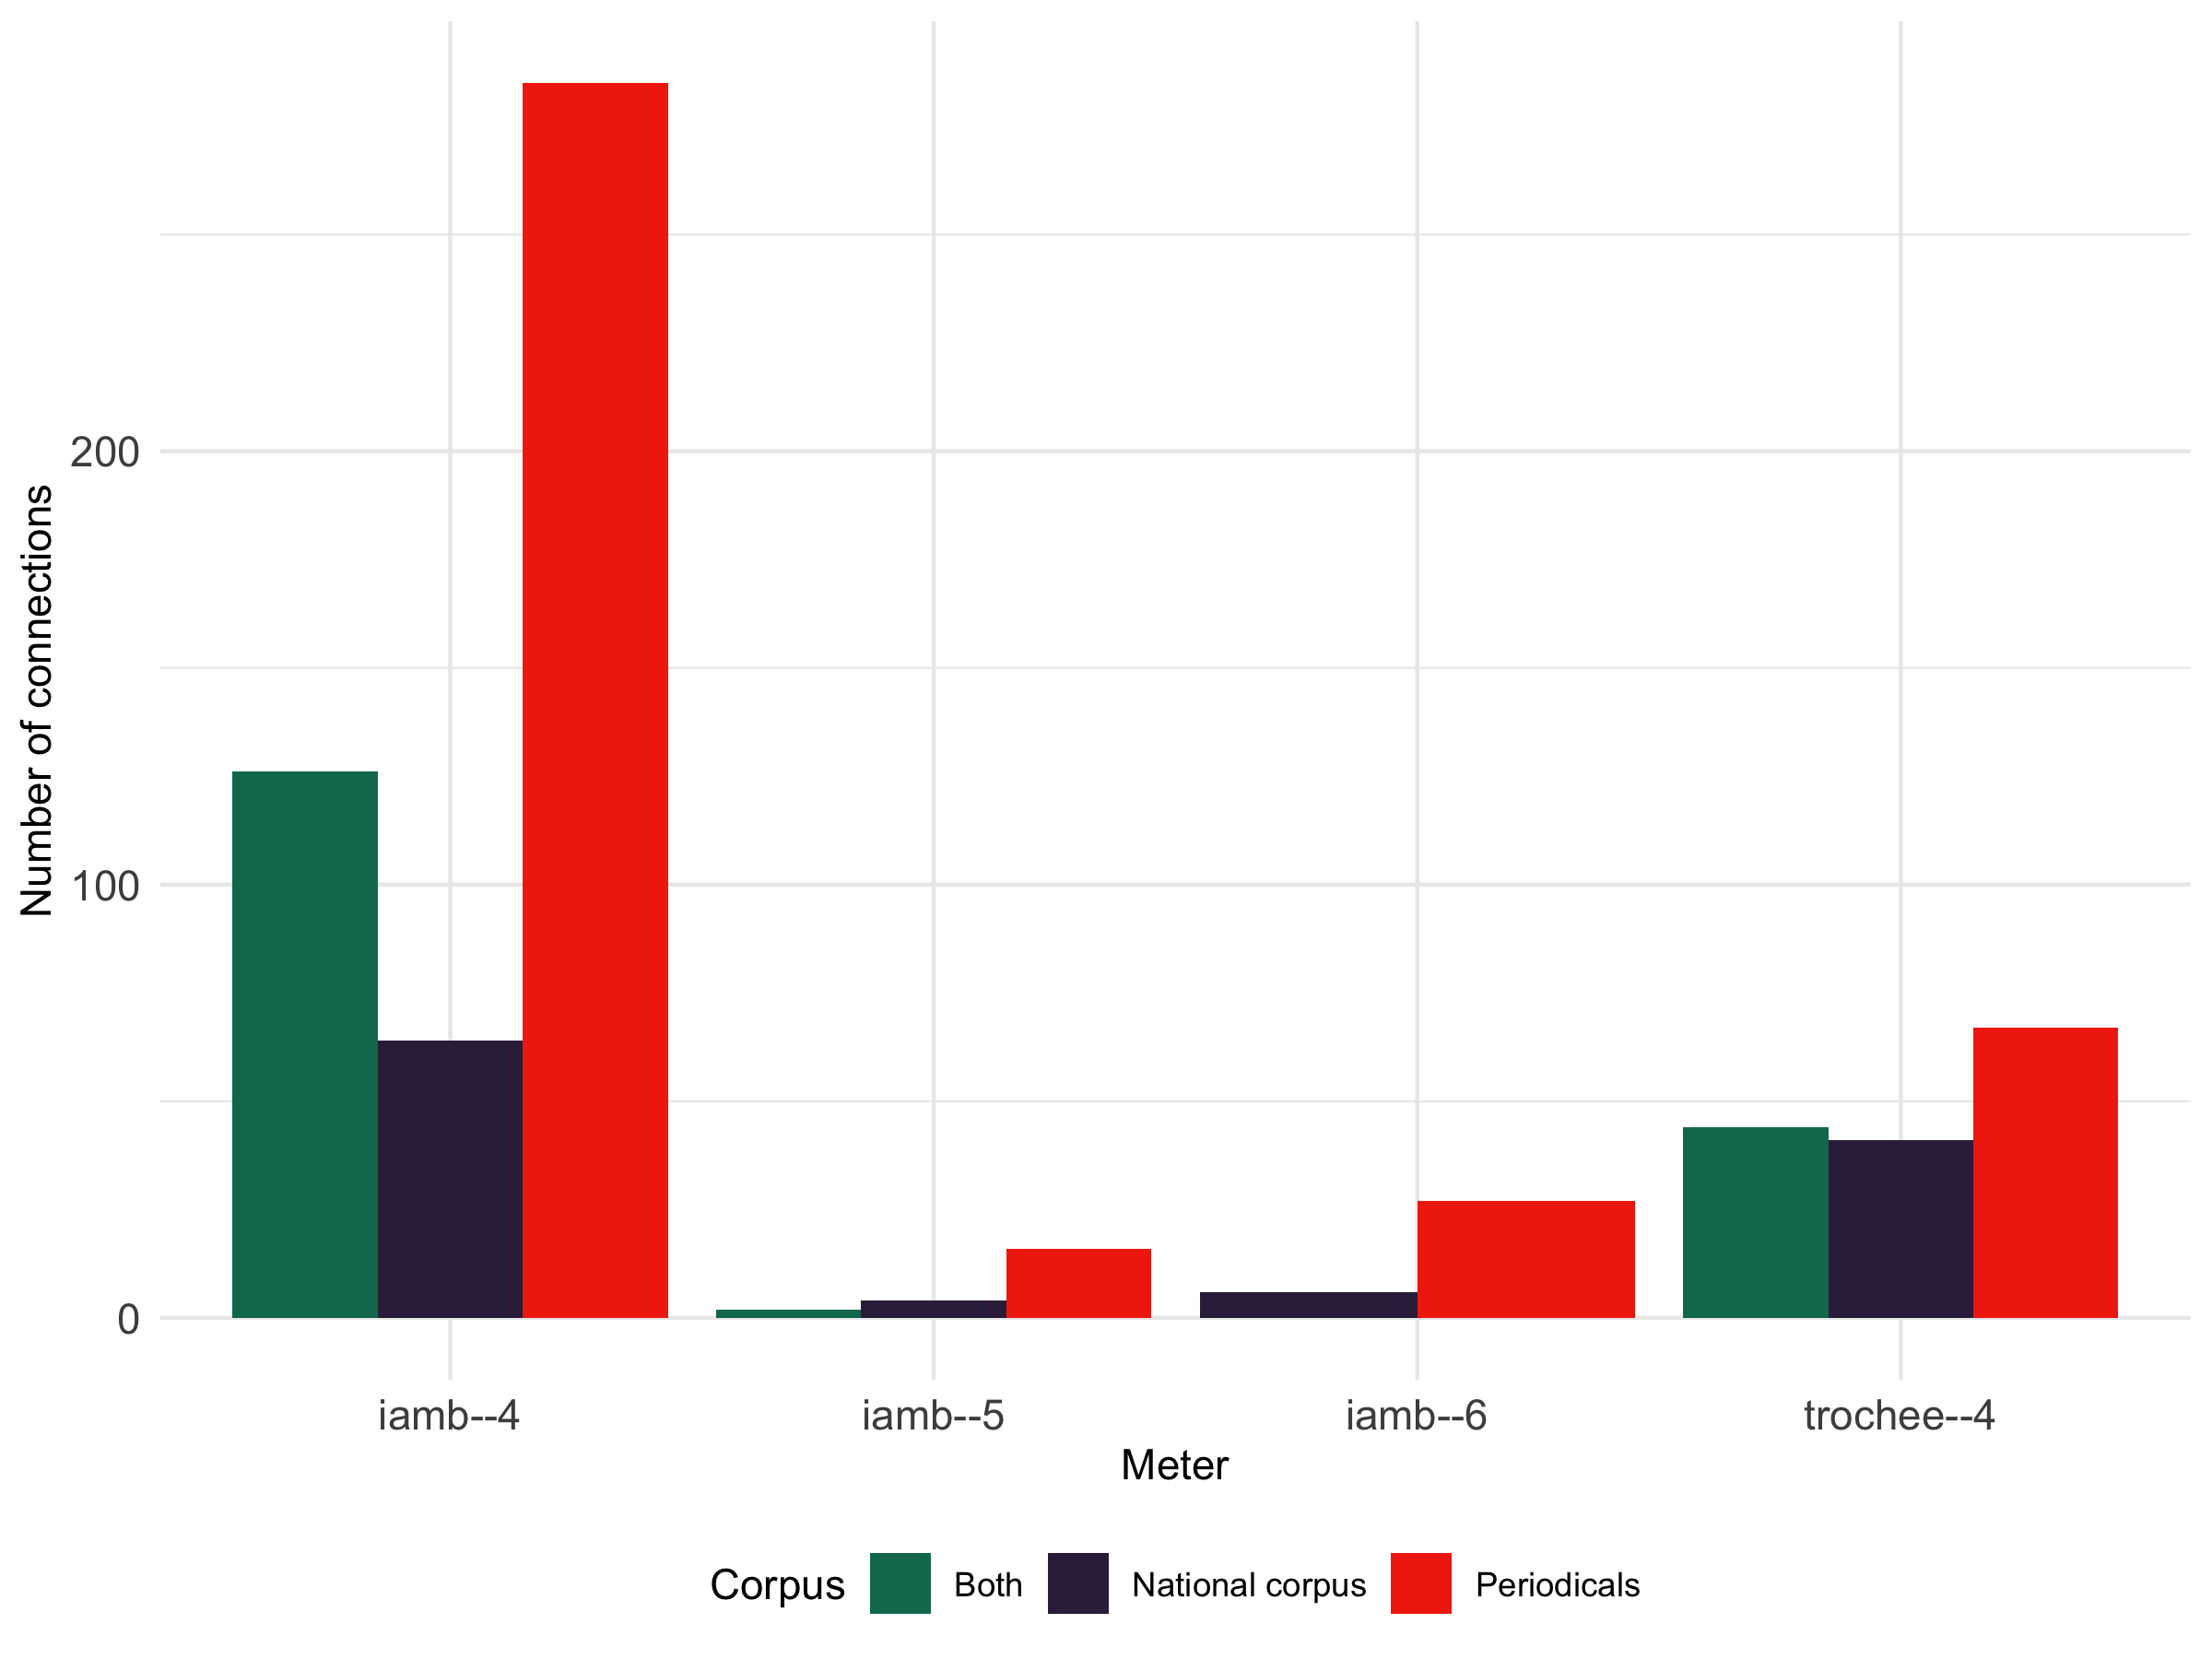 Number of connections
200
100
0
iamb--4 iamb--5 iamb--6 trochee--4
Meter
Corpus Both National corpus Periodicals